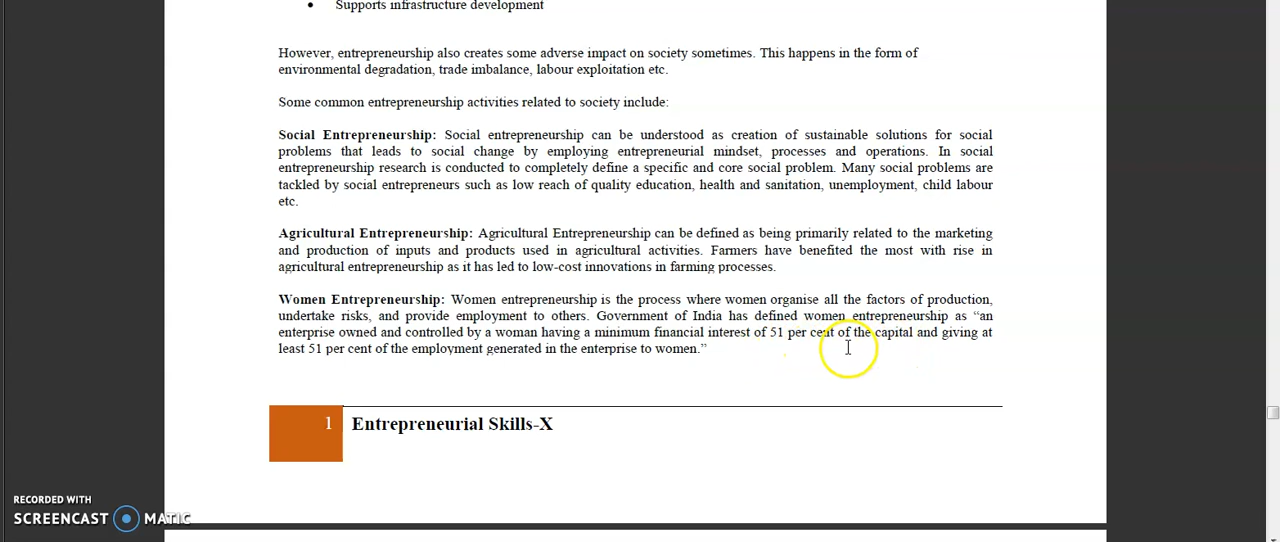 • Supports infrastructure development
However, entrepreneurship also creates some adverse impact on society sometimes. This happens in the form of
environmental degradation, trade imbalance, labour exploitation etc.
Some common entrepreneurship activities related to society include:
Social Entrepreneurship: Social entrepreneurship can be understood as creation of sustainable solutions for social
problems that leads to social change by employing entrepreneurial mindset, processes and operations. In social
entrepreneurship research is conducted to completely define a specific and core social problem. Many social problems are
tackled by social entrepreneurs such as low reach of quality education, health and sanitation, unemployment, child labour
etc.
Agricultural Entrepreneurship: Agricultural Entrepreneurship can be defined as being primarily related to the marketing
and production of inputs and products used in agricultural activities. Farmers have benefited the most with rise in
agricultural entrepreneurship as it has led to low-cost innovations in farming processes.
Women Entrepreneurship: Women entrepreneurship is the process where women organise all the factors of production,
undertake risks, and provide employment to others. Government of India has defined women entrepreneurship as “an
enterprise owned and controlled by a woman having a minimum financial interest of 51 per cent of the capital and giving at
least 51 per cent of the employment generated in the enterprise to women.”
1 Entrepreneurial Skills-X
RECORDED WITH
SCREENCAST MATIC